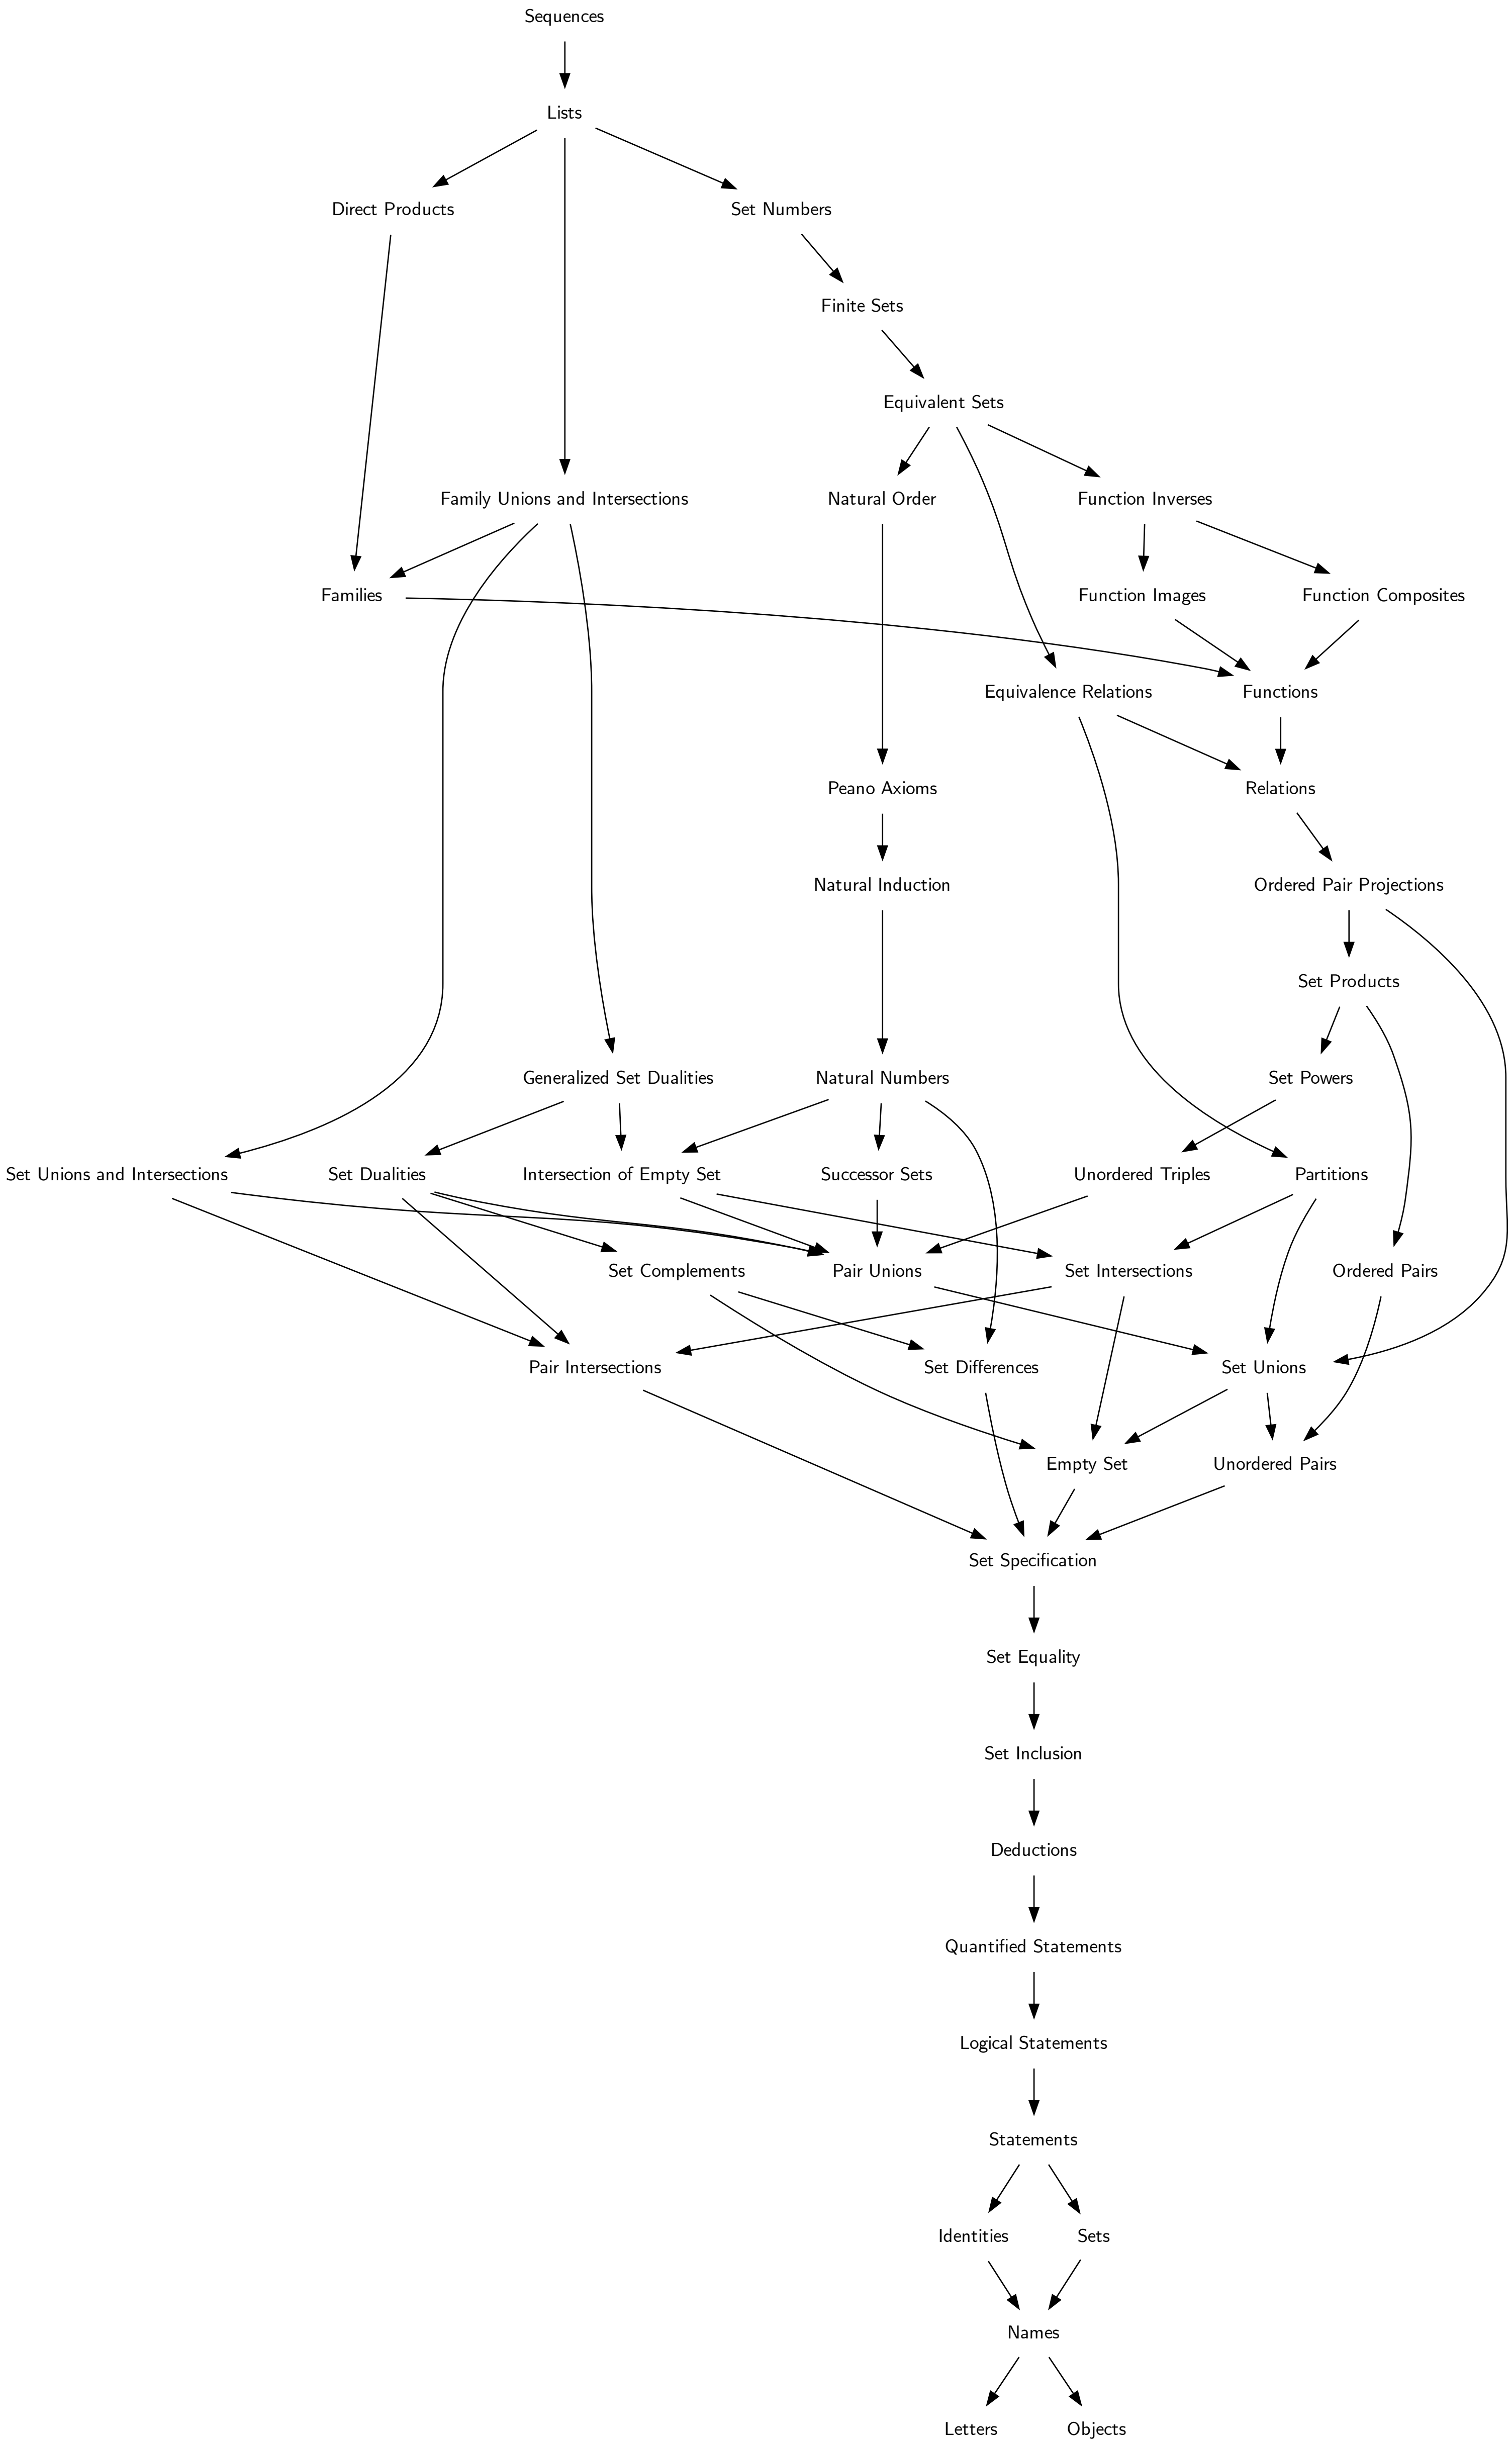 Sequences
Lists
Direct Products
Set Numbers
Finite Sets
Equivalent Sets
Family Unions and Intersections
Natural Order
Function Inverses
Families
Function Images
Function Composites
Equivalence Relations
Functions
Peano Axioms
Relations
Natural Induction
Ordered Pair Projections
Set Products
Generalized Set Dualities
Natural Numbers
Set Powers
Set Unions and Intersections
Set Dualities
Intersection of Empty Set
Successor Sets
Unordered Triples
Partitions
Set Complements
Pair Unions
Set Intersections
Ordered Pairs
Pair Intersections
Set Differences
Set Unions
Empty Set
Unordered Pairs
Set Specification
Set Equality
Set Inclusion
Deductions
Quantified Statements
Logical Statements
Statements
Identities
Sets
Names
Letters
Objects